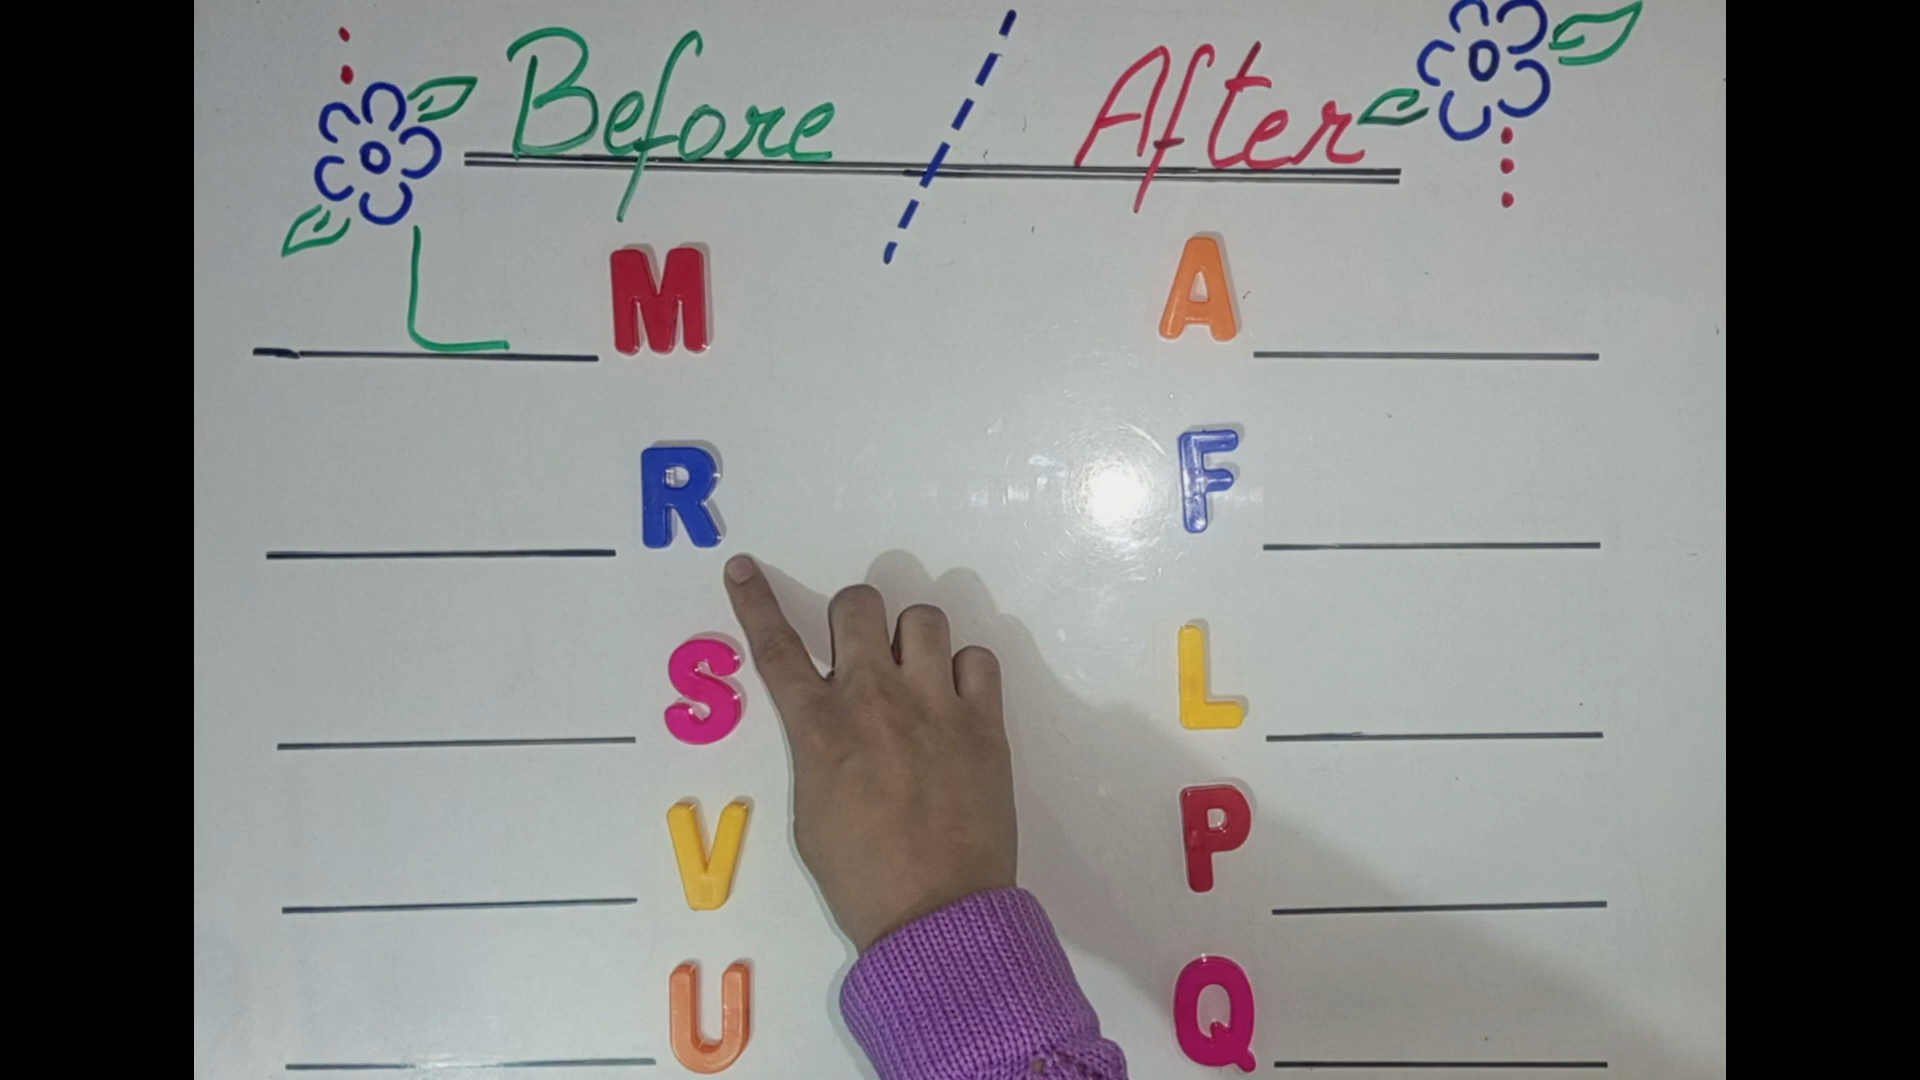 Before After
L M A
R F
S L
V P
U Q